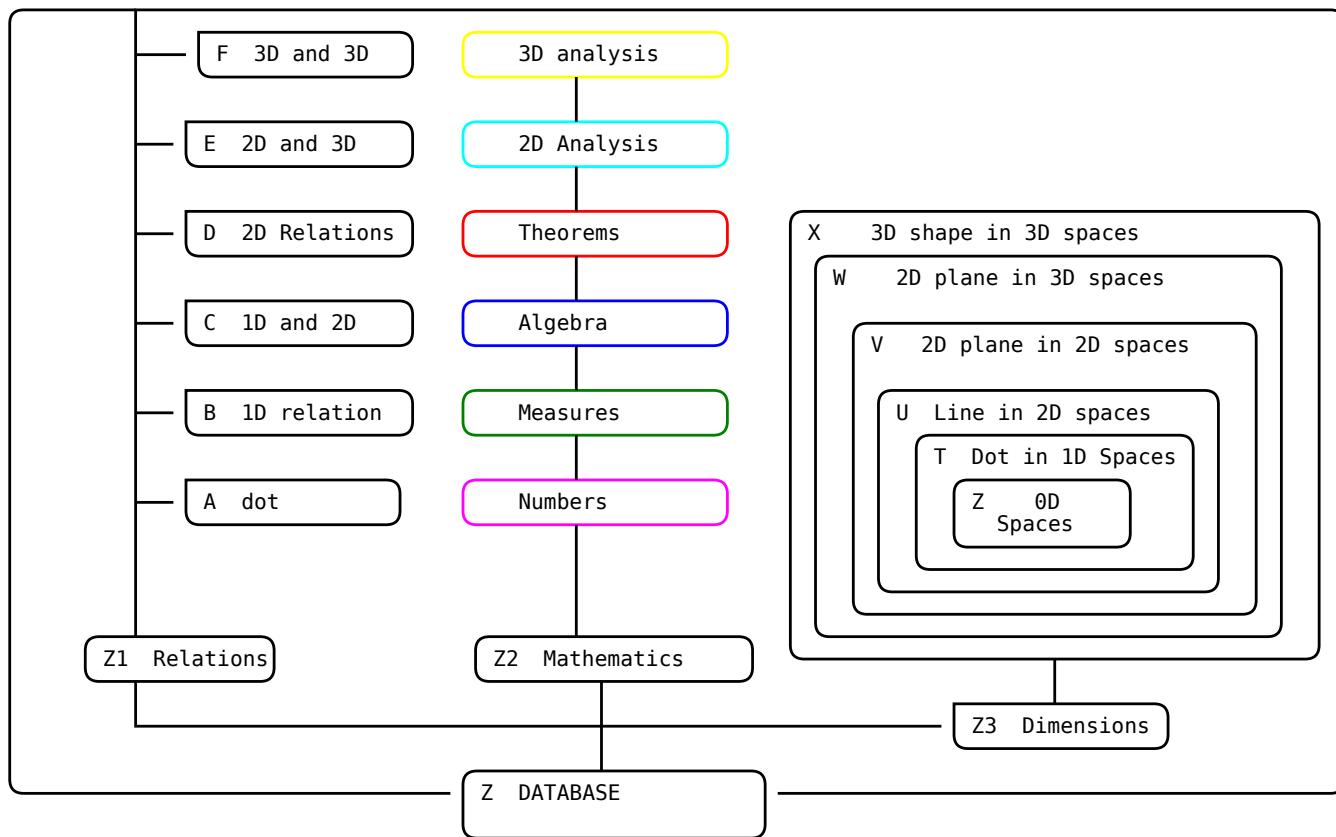 F 3D and 3D
3D analysis
E 2D and 3D
2D Analysis
D 2D Relations
Theorems
X 3D shape in 3D spaces
W 2D plane in 3D spaces
C 1D and 2D
Algebra
V 2D plane in 2D spaces
B 1D relation
Measures
U Line in 2D spaces
T Dot in 1D Spaces
A dot
Numbers
Z 0D
Spaces
Z1 Relations
Z2 Mathematics
Z3 Dimensions
Z DATABASE